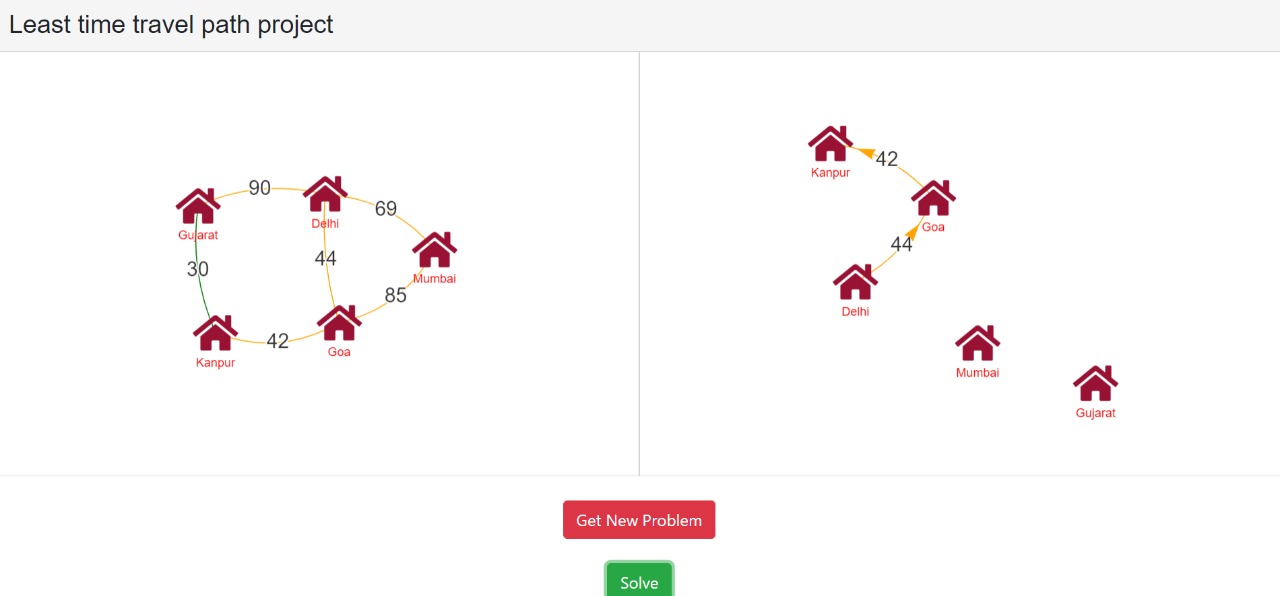 Least time travel path project
90
Delhi
69
Gujarat
44
Mumbai
30
85
42
Goa
Kanpur
42
Kanpur
Goa
44
Delhi
Mumbai
Gujarat
Get New Problem
Solve